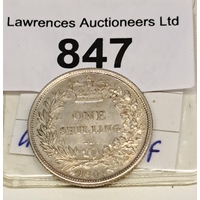 Lawrences Auctioneers Ltd
847
ONE
SHILLING